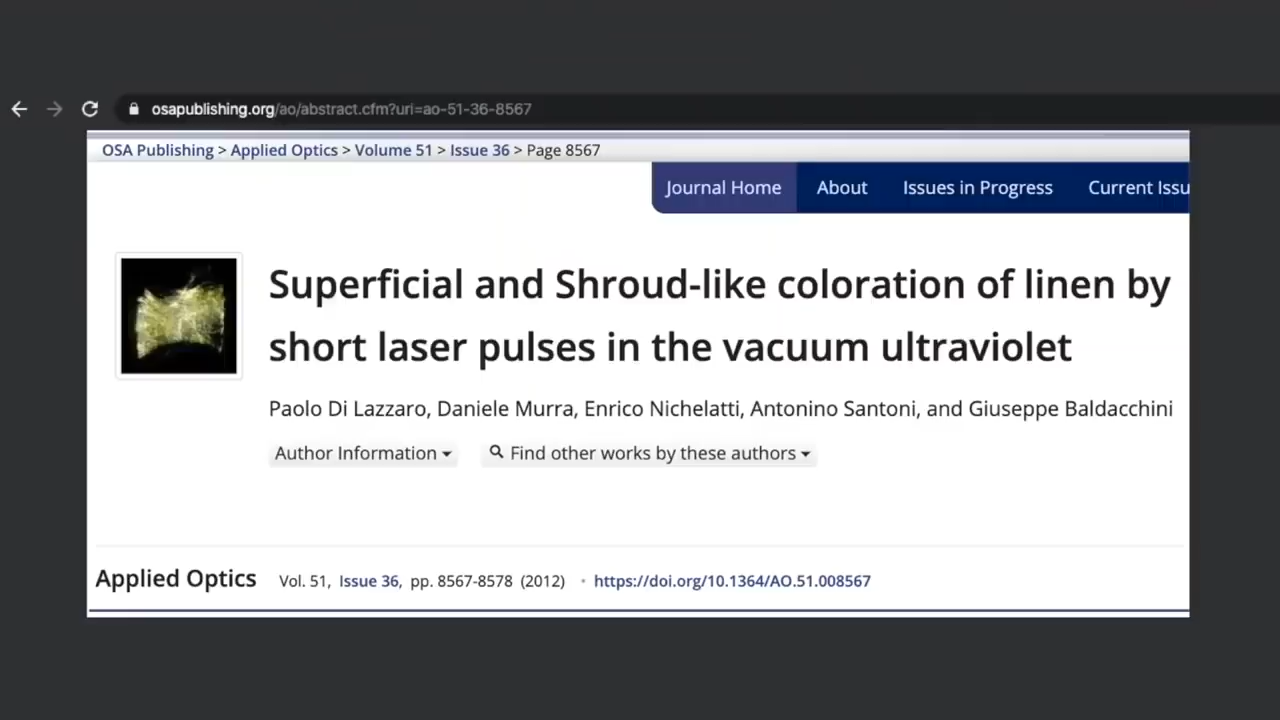 osapublishing.org/ao/abstract.cfm?uri=ao-51-36-8567
OSA Publishing > Applied Optics > Volume 51 > Issue 36 > Page 8567
Journal Home About Issues in Progress Current Issu
Superficial and Shroud-like coloration of linen by
short laser pulses in the vacuum ultraviolet
Paolo Di Lazzaro, Daniele Murra, Enrico Nichelatti, Antonino Santoni, and Giuseppe Baldacchini
Author Information Find other works by these authors
Applied Optics Vol. 51, Issue 36, pp. 8567-8578 (2012) • https://doi.org/10.1364/AO.51.008567